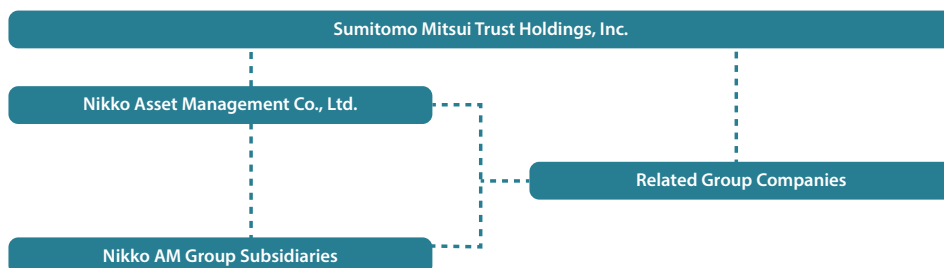 Sumitomo Mitsui Trust Holdings, Inc.
Nikko Asset Management Co., Ltd.
Related Group Companies
Nikko AM Group Subsidiaries